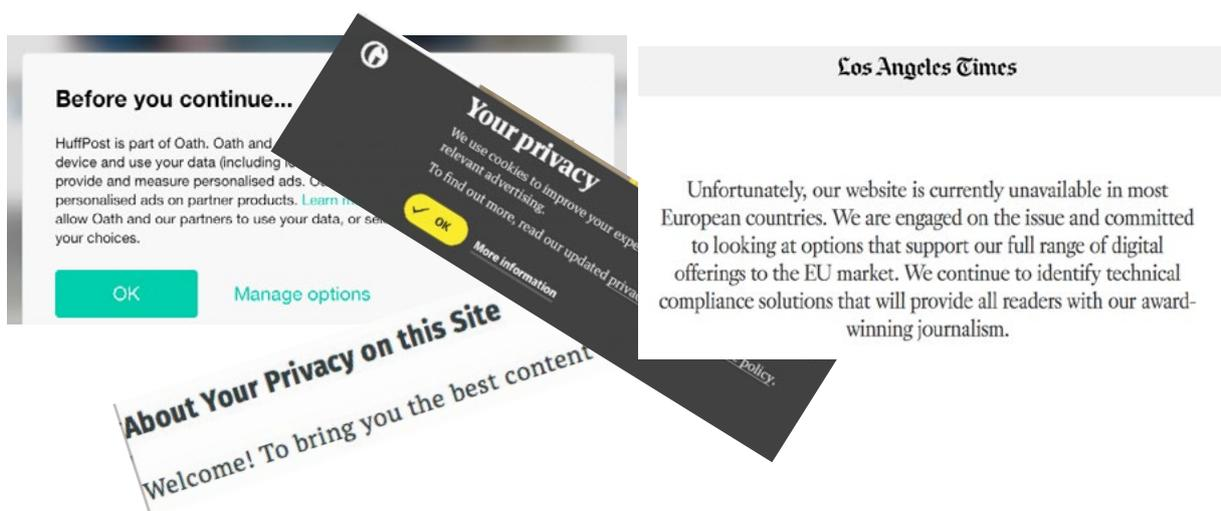 Before you continue...
HuffPost is part of Oath. Oath and
device and use your data (including
provide and measure personalised ads.
personalised ads on partner products. Learn
allow Oath and our partners to use your data, or
your choices.
OK
Manage options
G
Your privacy
We use cookies to improve your
relevant advertising.
To find out more, read our updated
policy.
OK
More information
About Your Privacy on this Site
Welcome! To bring you the best content
Los Angeles Times
Unfortunately, our website is currently unavailable in most
European countries. We are engaged on the issue and committed
to looking at options that support our full range of digital
offerings to the EU market. We continue to identify technical
compliance solutions that will provide all readers with our award-
winning journalism.